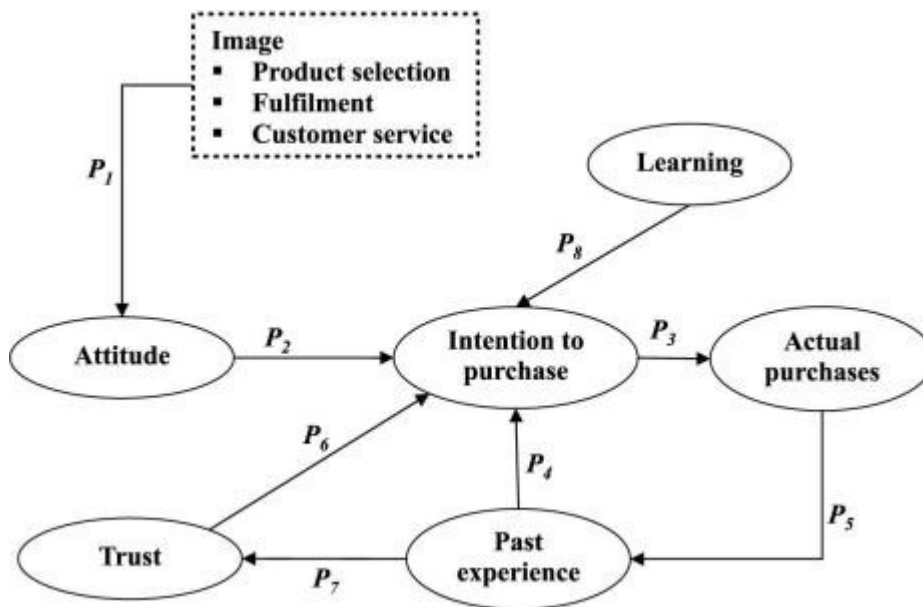 Image
▪ Product selection
▪ Fulfilment
▪ Customer service
P1
Learning
P8
Attitude
P2
Intention to
purchase
P3
Actual
purchases
P6
P4
P5
Trust
P7
Past
experience